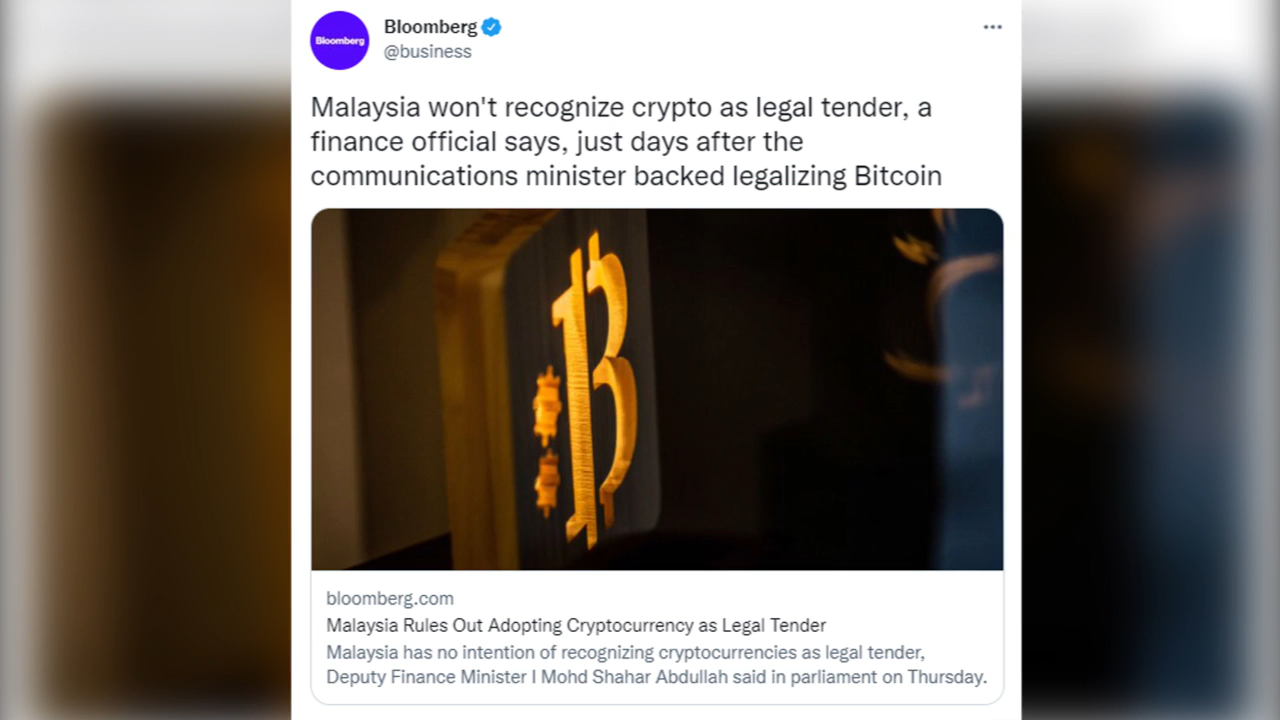 Bloomberg
Bloomberg
@business
Malaysia won't recognize crypto as legal tender, a
finance official says, just days after the
communications minister backed legalizing Bitcoin
bloomberg.com
Malaysia Rules Out Adopting Cryptocurrency as Legal Tender
Malaysia has no intention of recognizing cryptocurrencies as legal tender,
Deputy Finance Minister I Mohd Shahar Abdullah said in parliament on Thursday.